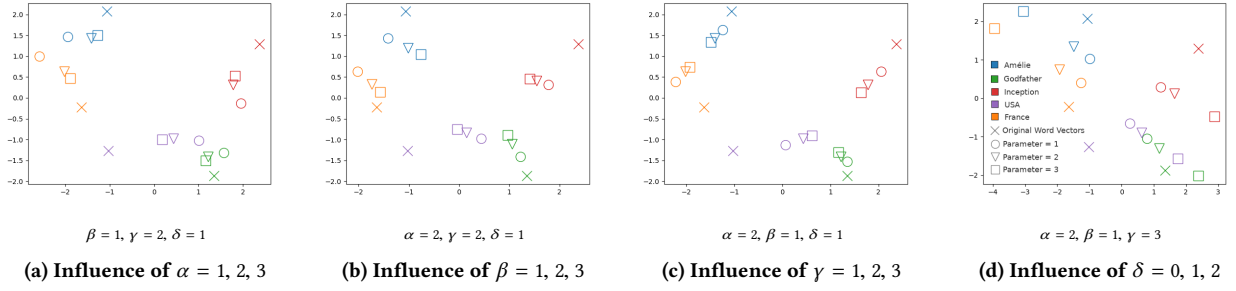 2.0
1.5
1.0
0.5
0.0
−0.5
−1.0
−1.5
−2.0
−2 −1 0 1 2
β = 1, γ = 2, δ = 1
(a) Influence of α = 1, 2, 3
2.0
1.5
1.0
0.5
0.0
−0.5
−1.0
−1.5
−2.0
−2 −1 0 1 2
α = 2, γ = 2, δ = 1
(b) Influence of β = 1, 2, 3
2.0
1.5
1.0
0.5
0.0
−0.5
−1.0
−1.5
−2.0
−2 −1 0 1 2
α = 2, β = 1, δ = 1
(c) Influence of γ = 1, 2, 3
2
1
0
−1
−2
Amélie
Godfather
Inception
USA
France
Original Word Vectors
Parameter = 1
Parameter = 2
Parameter = 3
−4 −3 −2 −1 0 1 2 3
α = 2, β = 1, γ = 3
(d) Influence of δ = 0, 1, 2